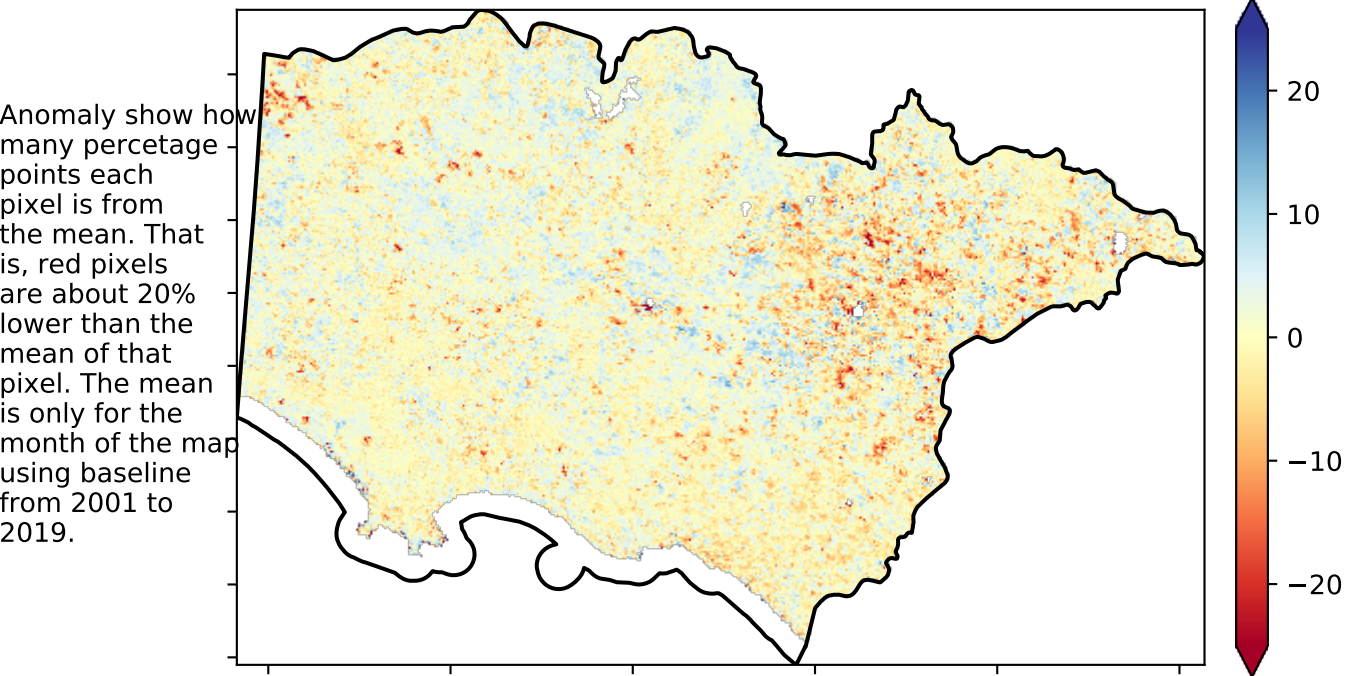 Anomaly show how
many percetage
points each
pixel is from
the mean. That
is, red pixels
are about 20%
lower than the
mean of that
pixel. The mean
is only for the
month of the map
using baseline
from 2001 to
2019.
20
10
0
−10
−20